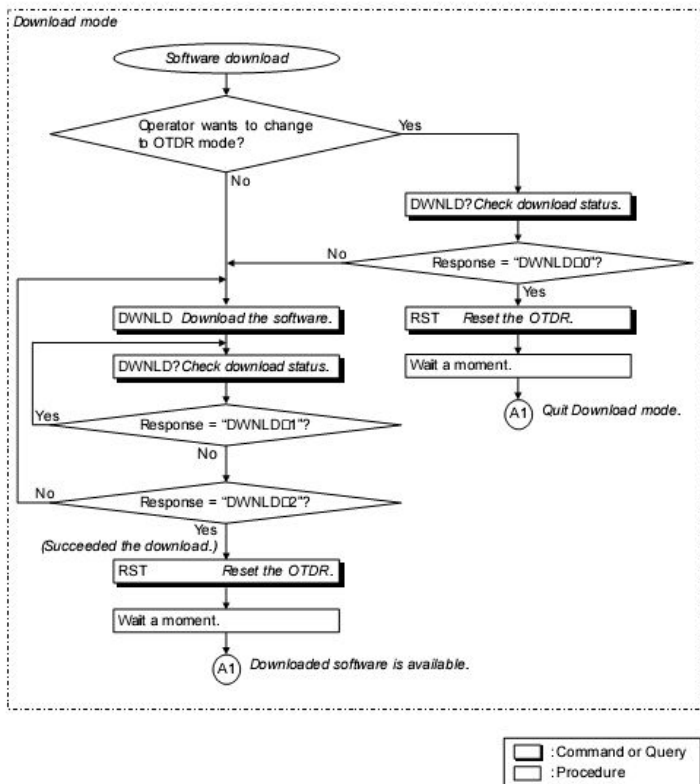 Download mode
Software download
Operator wants to change
to OTDR mode?
Yes
No
DWNLD? Check download status.
No
Response = "DWNLD□0"?
Yes
DWNLD Download the software.
RST Reset the OTDR.
DWNLD? Check download status.
Wait a moment.
Yes
Response = "DWNLD□1"?
A1 Quit Download mode.
No
No
Response = "DWNLD□2"?
Yes
(Succeeded the download.)
RST Reset the OTDR.
Wait a moment.
A1 Downloaded software is available.
: Command or Query
: Procedure